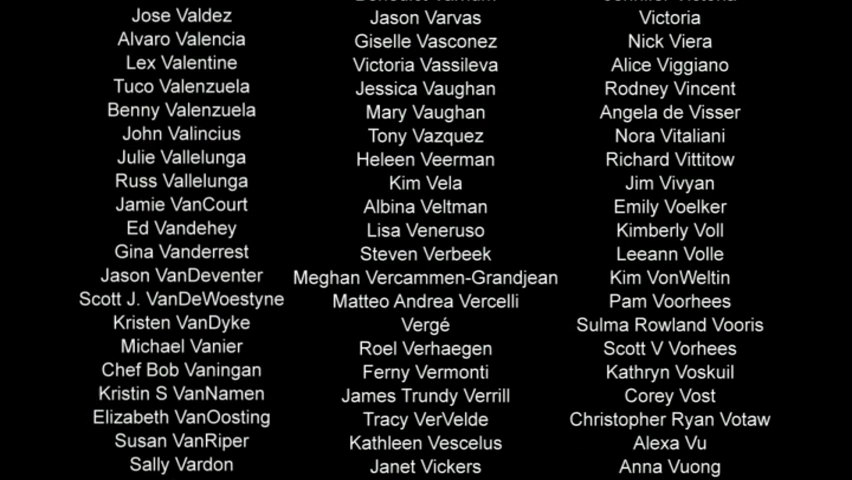 Jose Valdez
Alvaro Valencia
Lex Valentine
Tuco Valenzuela
Benny Valenzuela
John Valincius
Julie Vallelunga
Russ Vallelunga
Jamie VanCourt
Ed Vandehey
Gina Vanderrest
Jason VanDeventer
Scott J. VanDeWoestyne
Kristen VanDyke
Michael Vanier
Chef Bob Vaningan
Kristin S VanNamen
Elizabeth VanOosting
Susan VanRiper
Sally Vardon
Jason Varvas
Giselle Vasconez
Victoria Vassileva
Jessica Vaughan
Mary Vaughan
Tony Vazquez
Heleen Veerman
Kim Vela
Albina Veltman
Lisa Veneruso
Steven Verbeek
Meghan Vercammen-Grandjean
Matteo Andrea Vercelli
Vergé
Roel Verhaegen
Ferny Vermonti
James Trundy Verrill
Tracy VerVelde
Kathleen Vescelus
Janet Vickers
Victoria
Nick Viera
Alice Viggiano
Rodney Vincent
Angela de Visser
Nora Vitaliani
Richard Vittitow
Jim Vivyan
Emily Voelker
Kimberly Voll
Leeann Volle
Kim VonWeltin
Pam Voorhees
Sulma Rowland Vooris
Scott V Vorhees
Kathryn Voskuil
Corey Vost
Christopher Ryan Votaw
Alexa Vu
Anna Vuong